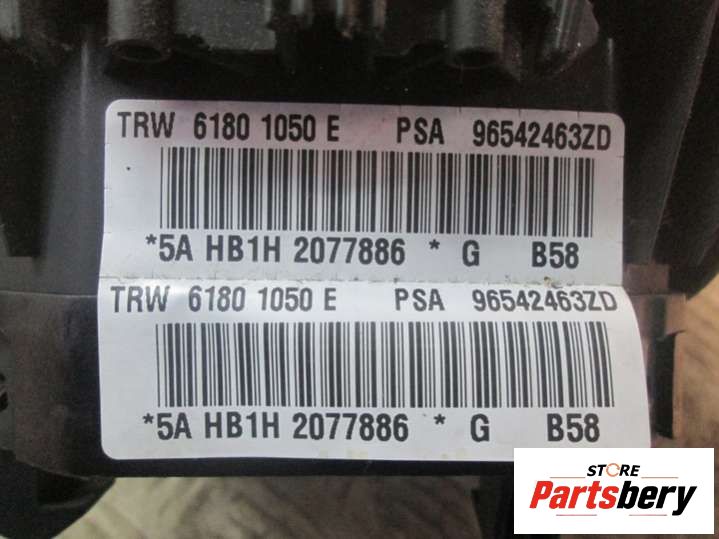 TRW 6180 1050 E PSA 96542463ZD
*5A HB1H 2077886 * G B58
TRW 6180 1050 E PSA 96542463ZD
*5A HB1H 2077886 * G B58
STORE
Partsbery